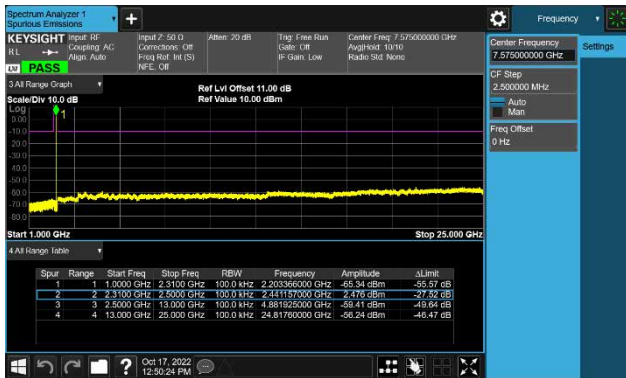 Spectrum Analyzer 1
Spurious Emissions
Frequency
KEYSIGHT Input: RF Input Z: 50 Ω Atten: 20 dB Trig: Free Run Center Freq: 7.575000000 GHz
RL Coupling: AC Corrections: Off Gate: Off Avg|Hold: 10/10
Align: Auto Freq Ref: Int (S) IF Gain: Low Radio Std: None
LXI PASS NFE: Off
Center Frequency
7.575000000 GHz
Settings
CF Step
2.500000 MHz
Auto
Man
Freq Offset
0 Hz
3 All Range Graph
Ref Lvl Offset 11.00 dB
Scale/Div 10.0 dB Ref Value 10.00 dBm
Log
1
0.00
-10.0
-20.0
-30.0
-40.0
-50.0
-60.0
-70.0
-80.0
Start 1.000 GHz Stop 25.000 GHz
4 All Range Table
Spur Range Start Freq Stop Freq RBW Frequency Amplitude ΔLimit
1 1 1.0000 GHz 2.3100 GHz 100.0 kHz 2.203366000 GHz -65.34 dBm -55.57 dB
2 2 2.3100 GHz 2.5000 GHz 100.0 kHz 2.441157000 GHz 2.476 dBm -27.52 dB
3 3 2.5000 GHz 13.000 GHz 100.0 kHz 4.881925000 GHz -59.41 dBm -49.64 dB
4 4 13.000 GHz 25.000 GHz 100.0 kHz 24.81760000 GHz -56.24 dBm -46.47 dB
Oct 17, 2022
12:50:24 PM